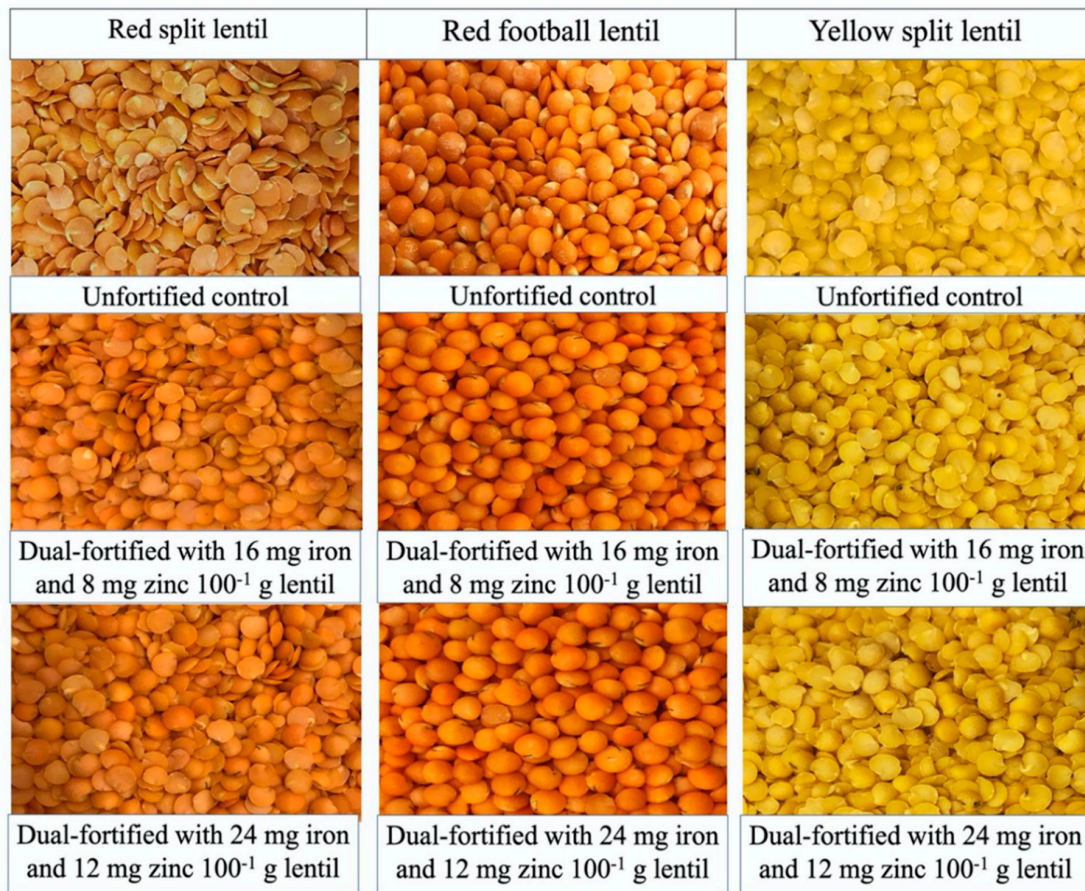 Red split lentil
Red football lentil
Yellow split lentil
Unfortified control
Unfortified control
Unfortified control
Dual-fortified with 16 mg iron
and 8 mg zinc 100⁻¹ g lentil
Dual-fortified with 16 mg iron
and 8 mg zinc 100⁻¹ g lentil
Dual-fortified with 16 mg iron
and 8 mg zinc 100⁻¹ g lentil
Dual-fortified with 24 mg iron
and 12 mg zinc 100⁻¹ g lentil
Dual-fortified with 24 mg iron
and 12 mg zinc 100⁻¹ g lentil
Dual-fortified with 24 mg iron
and 12 mg zinc 100⁻¹ g lentil